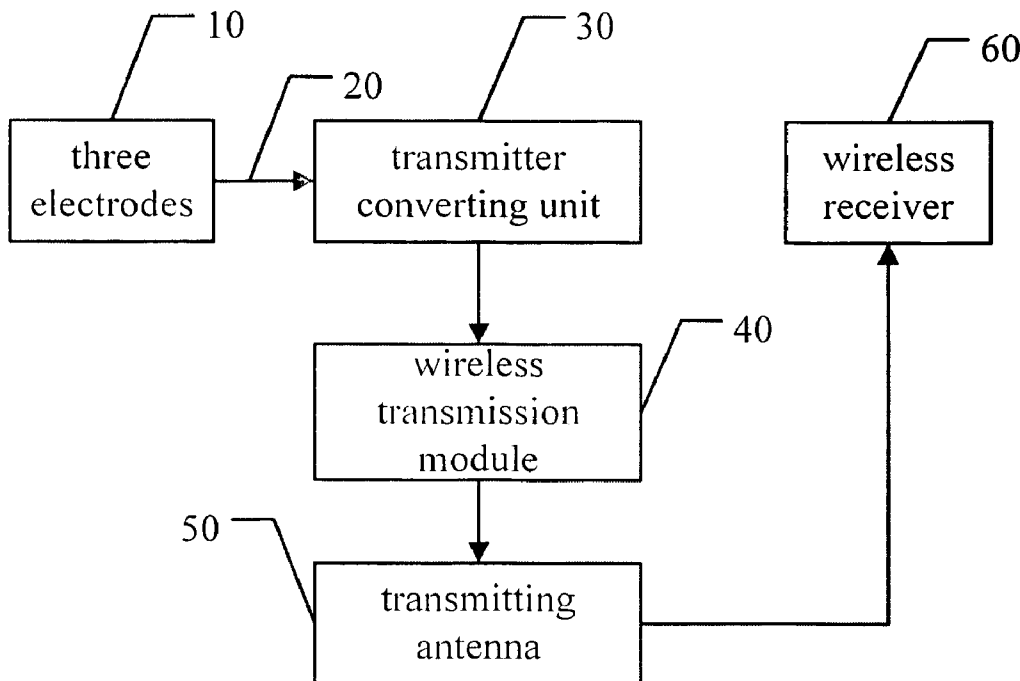 10
30
60
20
three
electrodes
transmitter
converting unit
wireless
receiver
40
wireless
transmission
module
50
transmitting
antenna